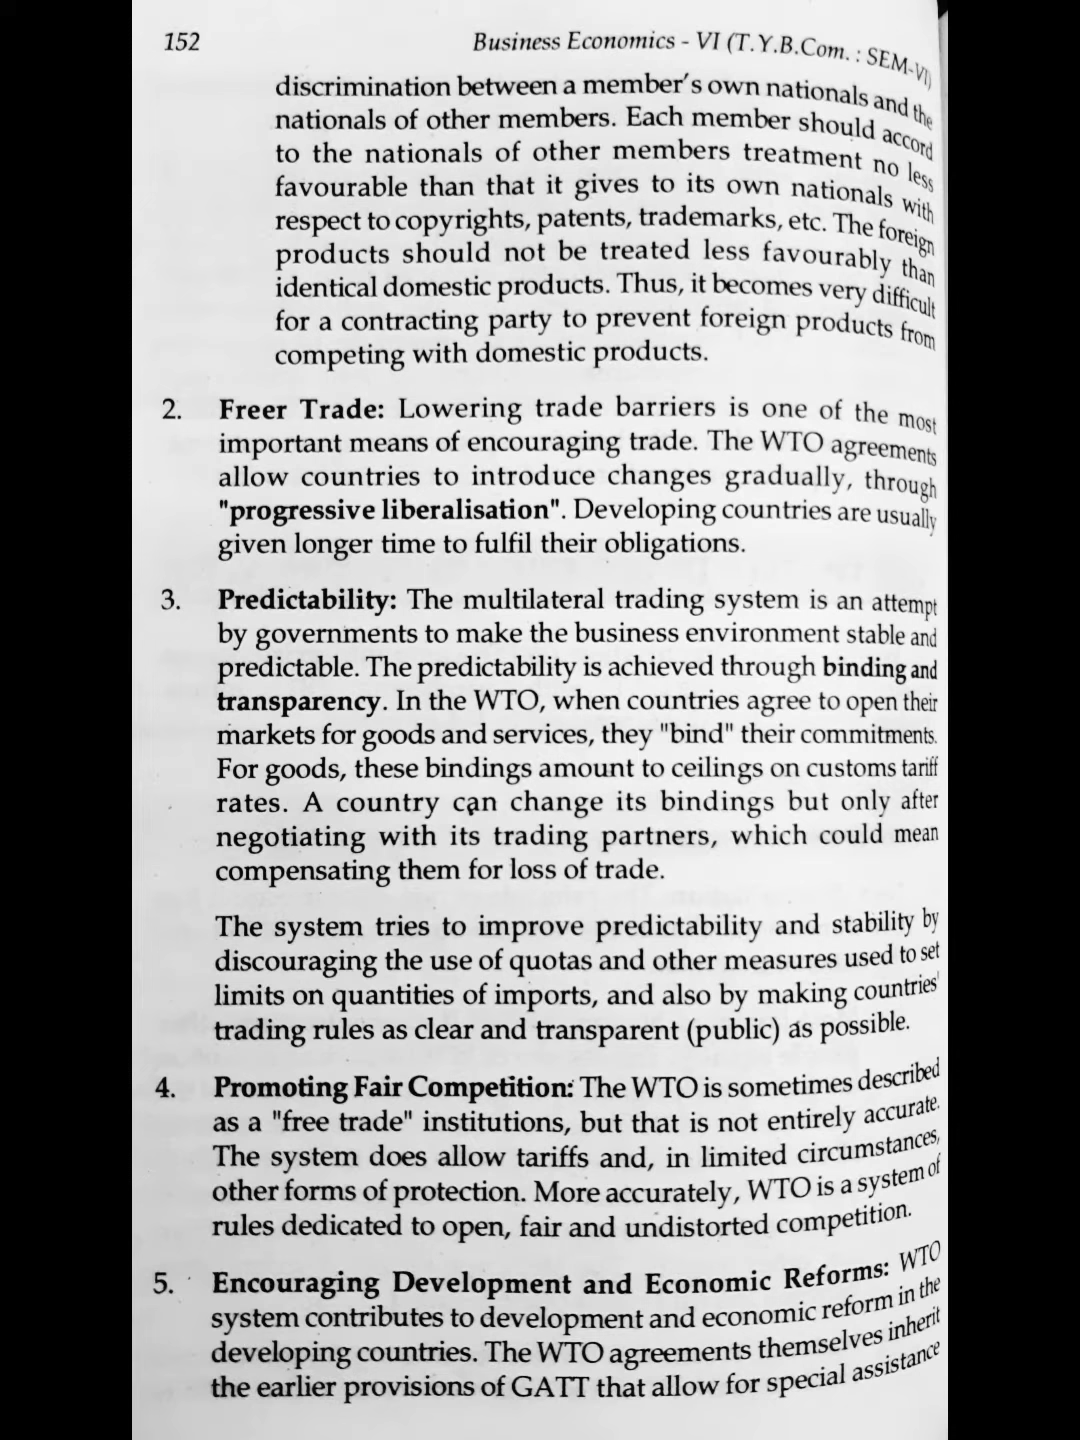 152
Business Economics - VI (T.Y.B.Com. : SEM-VI)
discrimination between a member's own nationals and the
nationals of other members. Each member should accord
to the nationals of other members treatment no less
favourable than that it gives to its own nationals with
respect to copyrights, patents, trademarks, etc. The foreign
products should not be treated less favourably than
identical domestic products. Thus, it becomes very difficult
for a contracting party to prevent foreign products from
competing with domestic products.
2. Freer Trade: Lowering trade barriers is one of the most
important means of encouraging trade. The WTO agreements
allow countries to introduce changes gradually, through
"progressive liberalisation". Developing countries are usually
given longer time to fulfil their obligations.
3. Predictability: The multilateral trading system is an attempt
by governments to make the business environment stable and
predictable. The predictability is achieved through binding and
transparency. In the WTO, when countries agree to open their
markets for goods and services, they "bind" their commitments.
For goods, these bindings amount to ceilings on customs tariff
rates. A country can change its bindings but only after
negotiating with its trading partners, which could mean
compensating them for loss of trade.
The system tries to improve predictability and stability by
discouraging the use of quotas and other measures used to set
limits on quantities of imports, and also by making countries'
trading rules as clear and transparent (public) as possible.
4. Promoting Fair Competition: The WTO is sometimes described
as a "free trade" institutions, but that is not entirely accurate.
The system does allow tariffs and, in limited circumstances,
other forms of protection. More accurately, WTO is a system of
rules dedicated to open, fair and undistorted competition.
5. Encouraging Development and Economic Reforms: WTO
system contributes to development and economic reform in the
developing countries. The WTO agreements themselves inherit
the earlier provisions of GATT that allow for special assistance